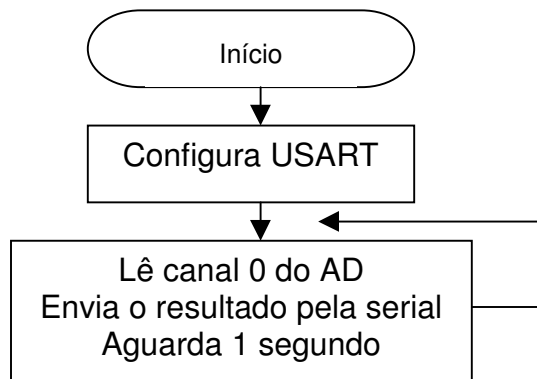 Início
Configura USART
Lê canal 0 do AD
Envia o resultado pela serial
Aguarda 1 segundo